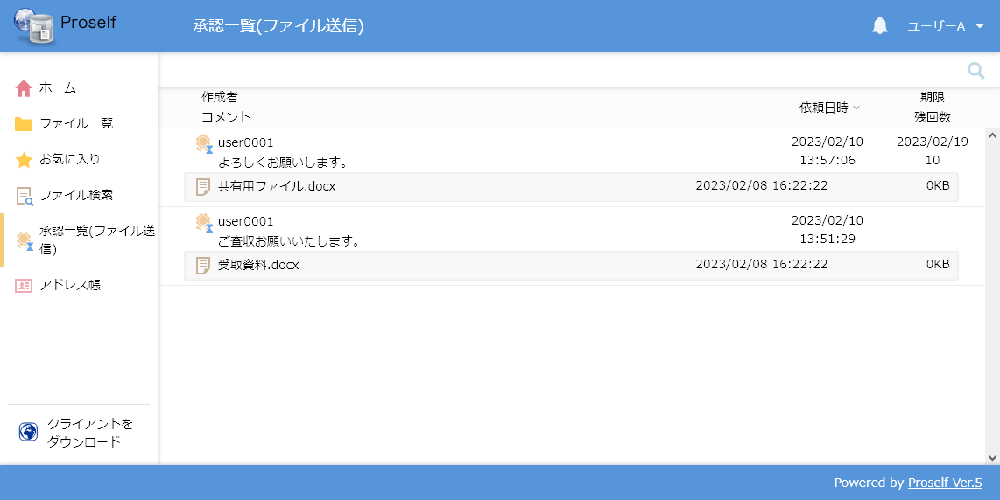 Proself
承認一覧(ファイル送信)
ユーザーA
ホーム
ファイル一覧
お気に入り
ファイル検索
承認一覧(ファイル送
信)
アドレス帳
クライアントを
ダウンロード
作成者
コメント
依頼日時
期限
残回数
user0001
よろしくお願いします。
2023/02/10
13:57:06
2023/02/19
10
共有用ファイル.docx 2023/02/08 16:22:22 0KB
user0001
ご査収お願いいたします。
2023/02/10
13:51:29
受取資料.docx 2023/02/08 16:22:22 0KB
Powered by Proself Ver.5